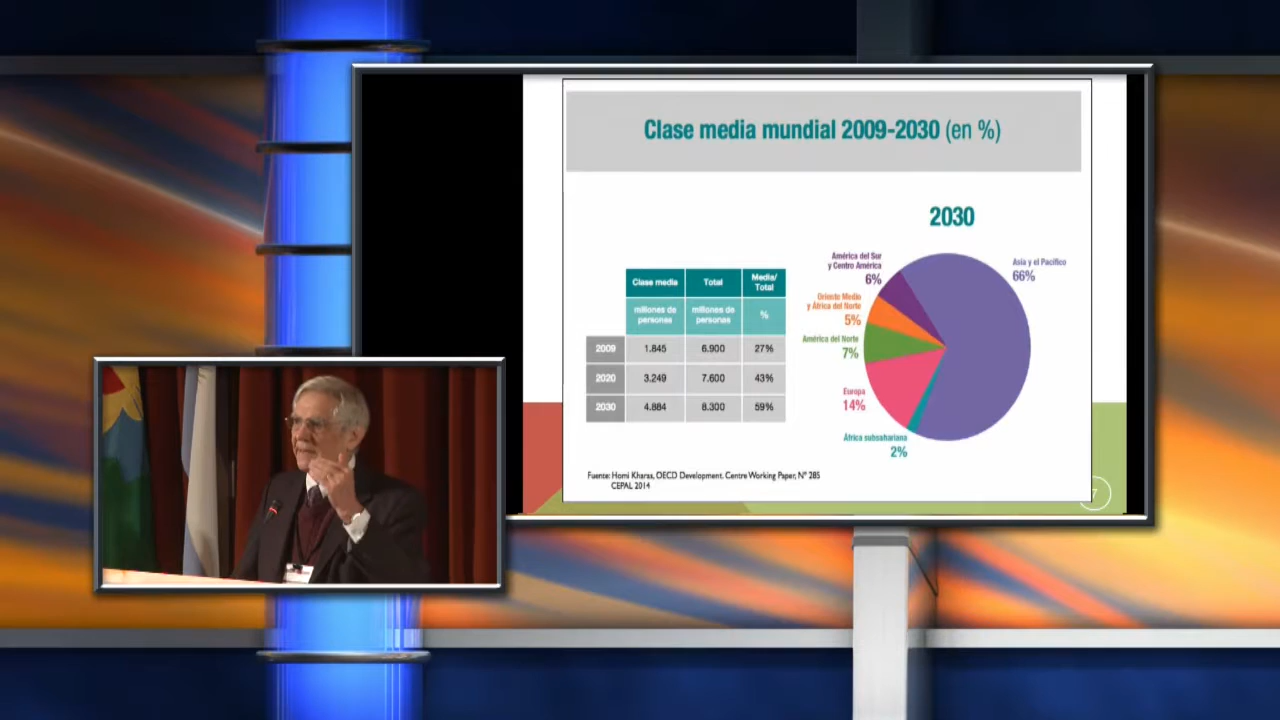 Clase media mundial 2009-2030 (en %)
2030
Clase media
Total
Media/
Total
millones de
personas
millones de
personas
%
2009
1.845
6.900
27%
2020
3.249
7.600
43%
2030
4.884
8.300
59%
América del Sur
y Centro América
6%
Asia y el Pacífico
66%
Oriente Medio
y África del Norte
5%
América del Norte
7%
Europa
14%
África subsahariana
2%
Fuente: Homi Kharas, OECD Development. Centre Working Paper, N° 285
CEPAL 2014
7